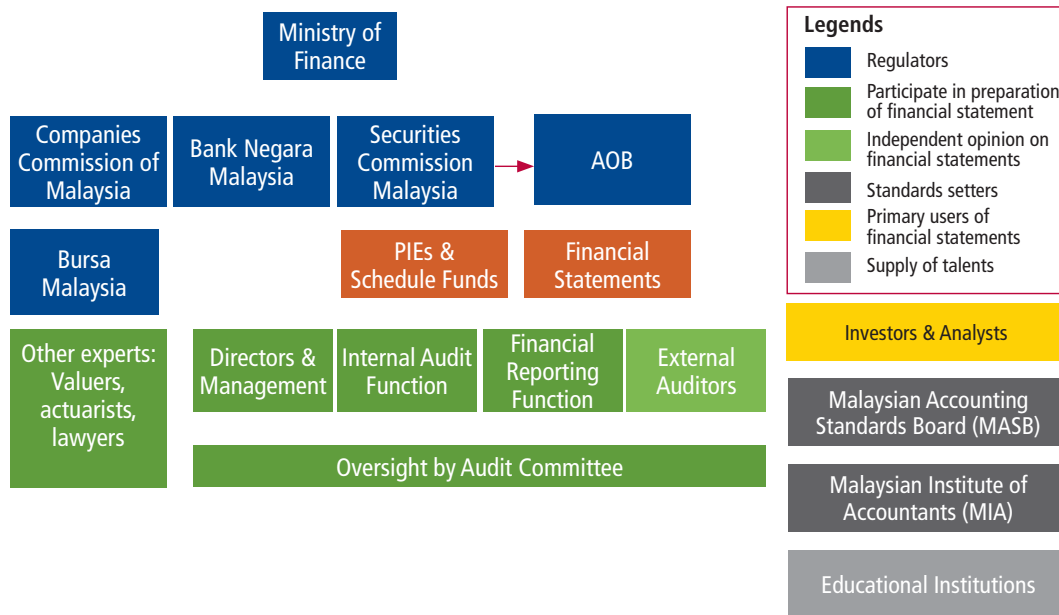 Ministry of
Finance
Companies
Commission of
Malaysia
Bank Negara
Malaysia
Securities
Commission
Malaysia
AOB
Bursa
Malaysia
PIEs &
Schedule Funds
Financial
Statements
Other experts:
Valuers,
actuarists,
lawyers
Directors &
Management
Internal Audit
Function
Financial
Reporting
Function
External
Auditors
Oversight by Audit Committee
Legends
Regulators
Participate in preparation
of financial statement
Independent opinion on
financial statements
Standards setters
Primary users of
financial statements
Supply of talents
Investors & Analysts
Malaysian Accounting
Standards Board (MASB)
Malaysian Institute of
Accountants (MIA)
Educational Institutions